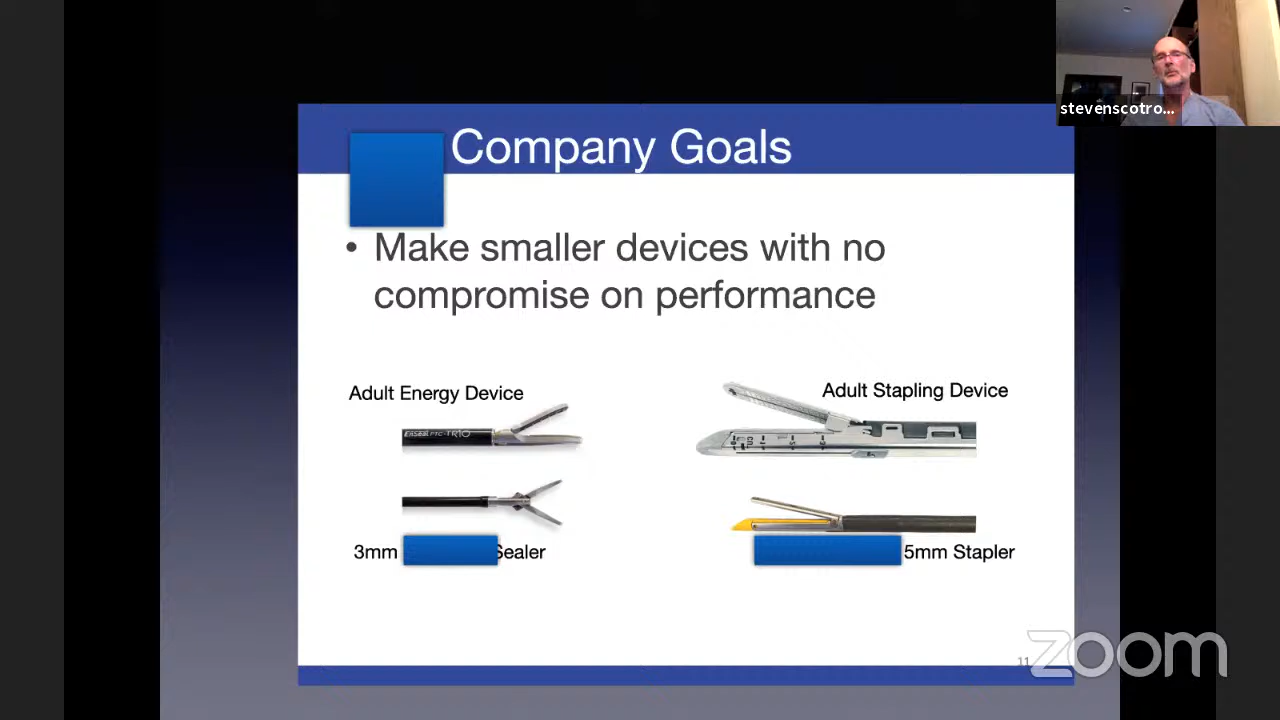 stevenscotro...
Company Goals
• Make smaller devices with no
compromise on performance
Adult Energy Device
Adult Stapling Device
3mm Sealer
5mm Stapler
11
zoom